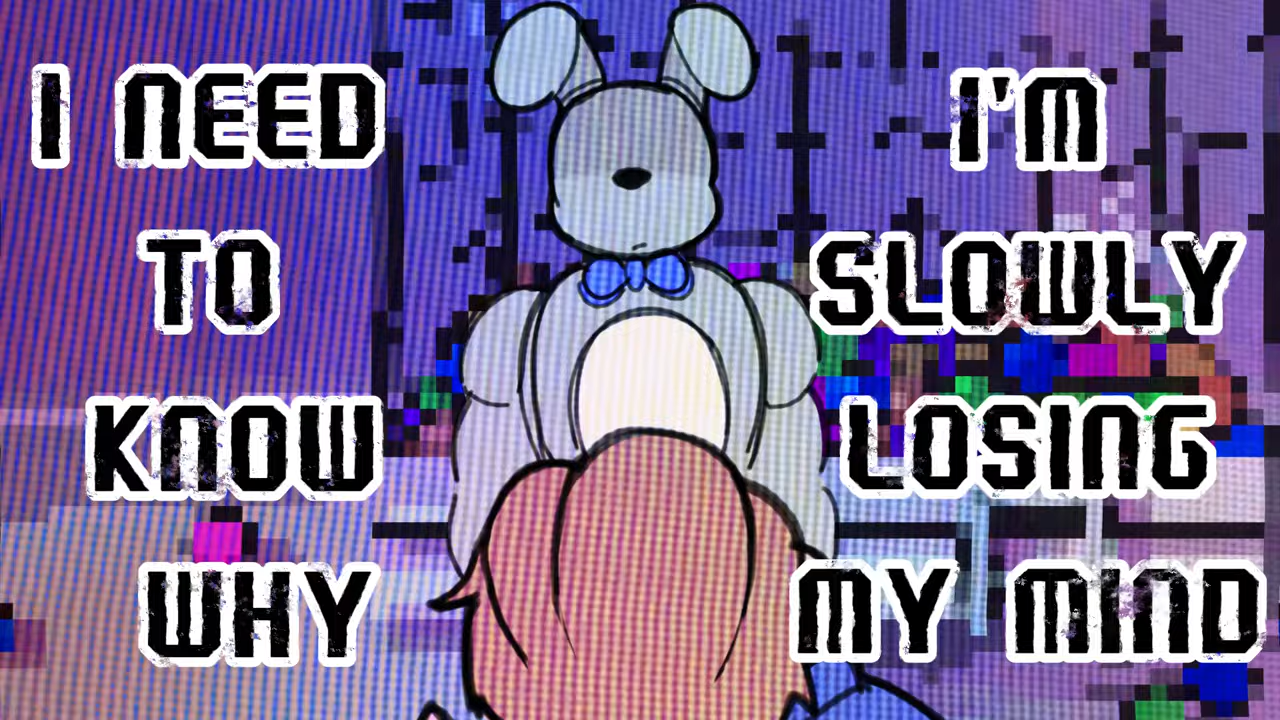 I NEED
TO
KNOW
WHY
I'M
SLOWLY
LOSING
MY MIND